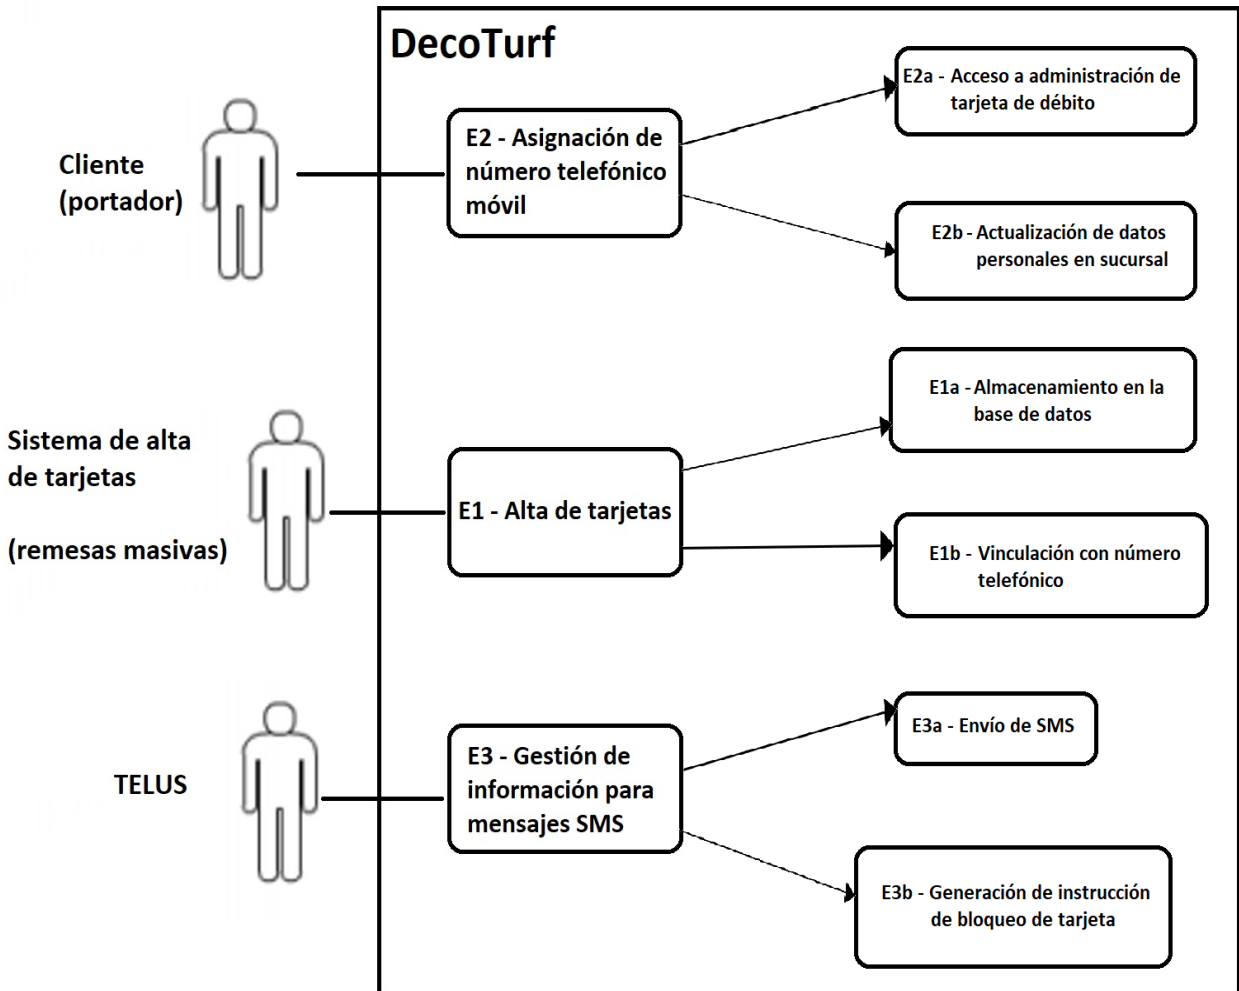 DecoTurf
Cliente
(portador)
E2 - Asignación de
número telefónico
móvil
E2a - Acceso a administración de
tarjeta de débito
E2b - Actualización de datos
personales en sucursal
Sistema de alta
de tarjetas
(remesas masivas)
E1 - Alta de tarjetas
E1a - Almacenamiento en la
base de datos
E1b - Vinculación con número
telefónico
TELUS
E3 - Gestión de
información para
mensajes SMS
E3a - Envío de SMS
E3b - Generación de instrucción
de bloqueo de tarjeta